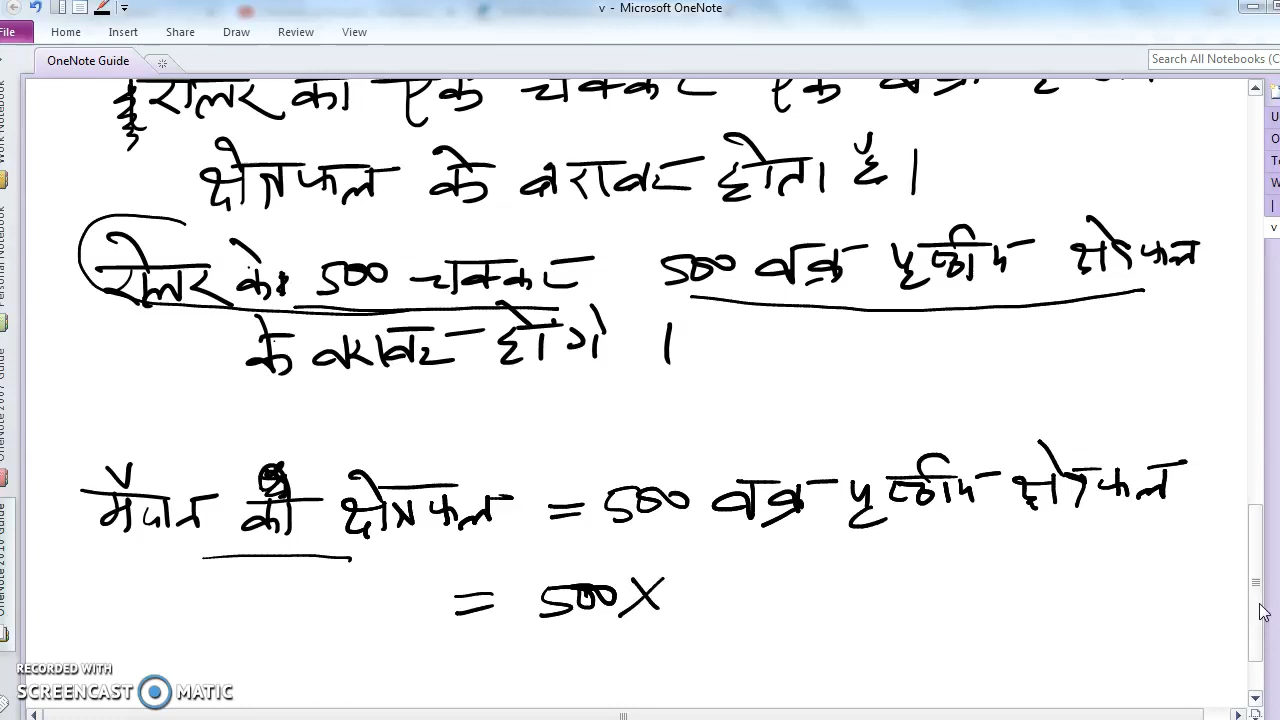 v - Microsoft OneNote
File Home Insert Share Draw Review View
OneNote Guide
Search All Notebooks (C
रोलर का एक चक्कर एक वक्र
क्षेत्रफल के बराबर होता है।
रोलर के 500 चक्कर 500 वक्र पृष्ठीय क्षेत्रफल
के बराबर होंगे ।
मैदान का क्षेत्रफल = 500 वक्र पृष्ठीय क्षेत्रफल
= 500 X
RECORDED WITH
SCREENCAST MATIC